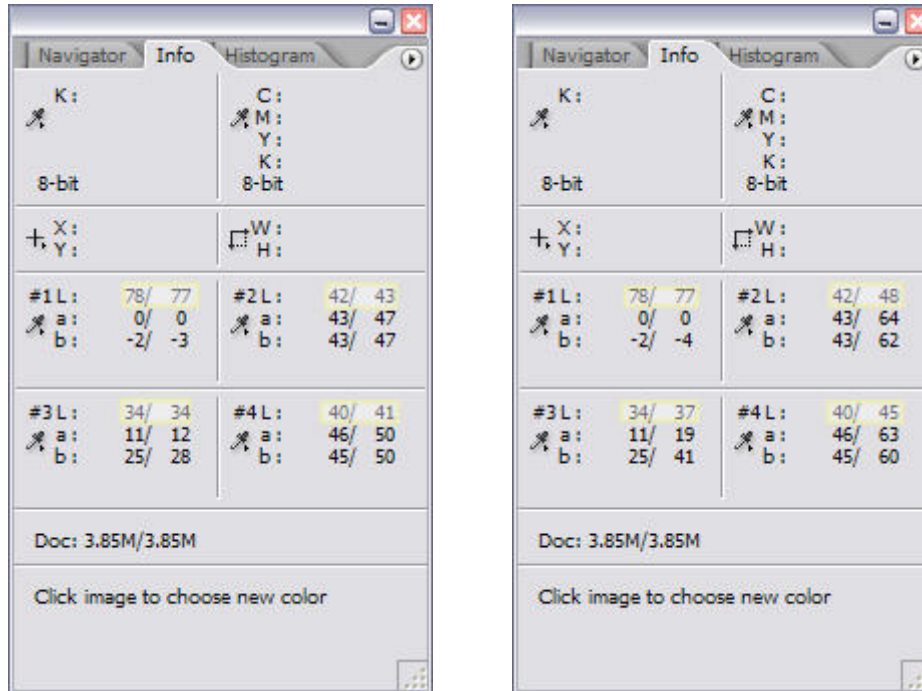 Navigator Info Histogram
K: C:
M:
Y:
K:
8-bit 8-bit
X: W:
Y: H:
#1 L: 78/ 77 #2 L: 42/ 43
a: 0/ 0 a: 43/ 47
b: -2/ -3 b: 43/ 47
#3 L: 34/ 34 #4 L: 40/ 41
a: 11/ 12 a: 46/ 50
b: 25/ 28 b: 45/ 50
Doc: 3.85M/3.85M
Click image to choose new color
Navigator Info Histogram
K: C:
M:
Y:
K:
8-bit 8-bit
X: W:
Y: H:
#1 L: 78/ 77 #2 L: 42/ 48
a: 0/ 0 a: 43/ 64
b: -2/ -4 b: 43/ 62
#3 L: 34/ 37 #4 L: 40/ 45
a: 11/ 19 a: 46/ 63
b: 25/ 41 b: 45/ 60
Doc: 3.85M/3.85M
Click image to choose new color